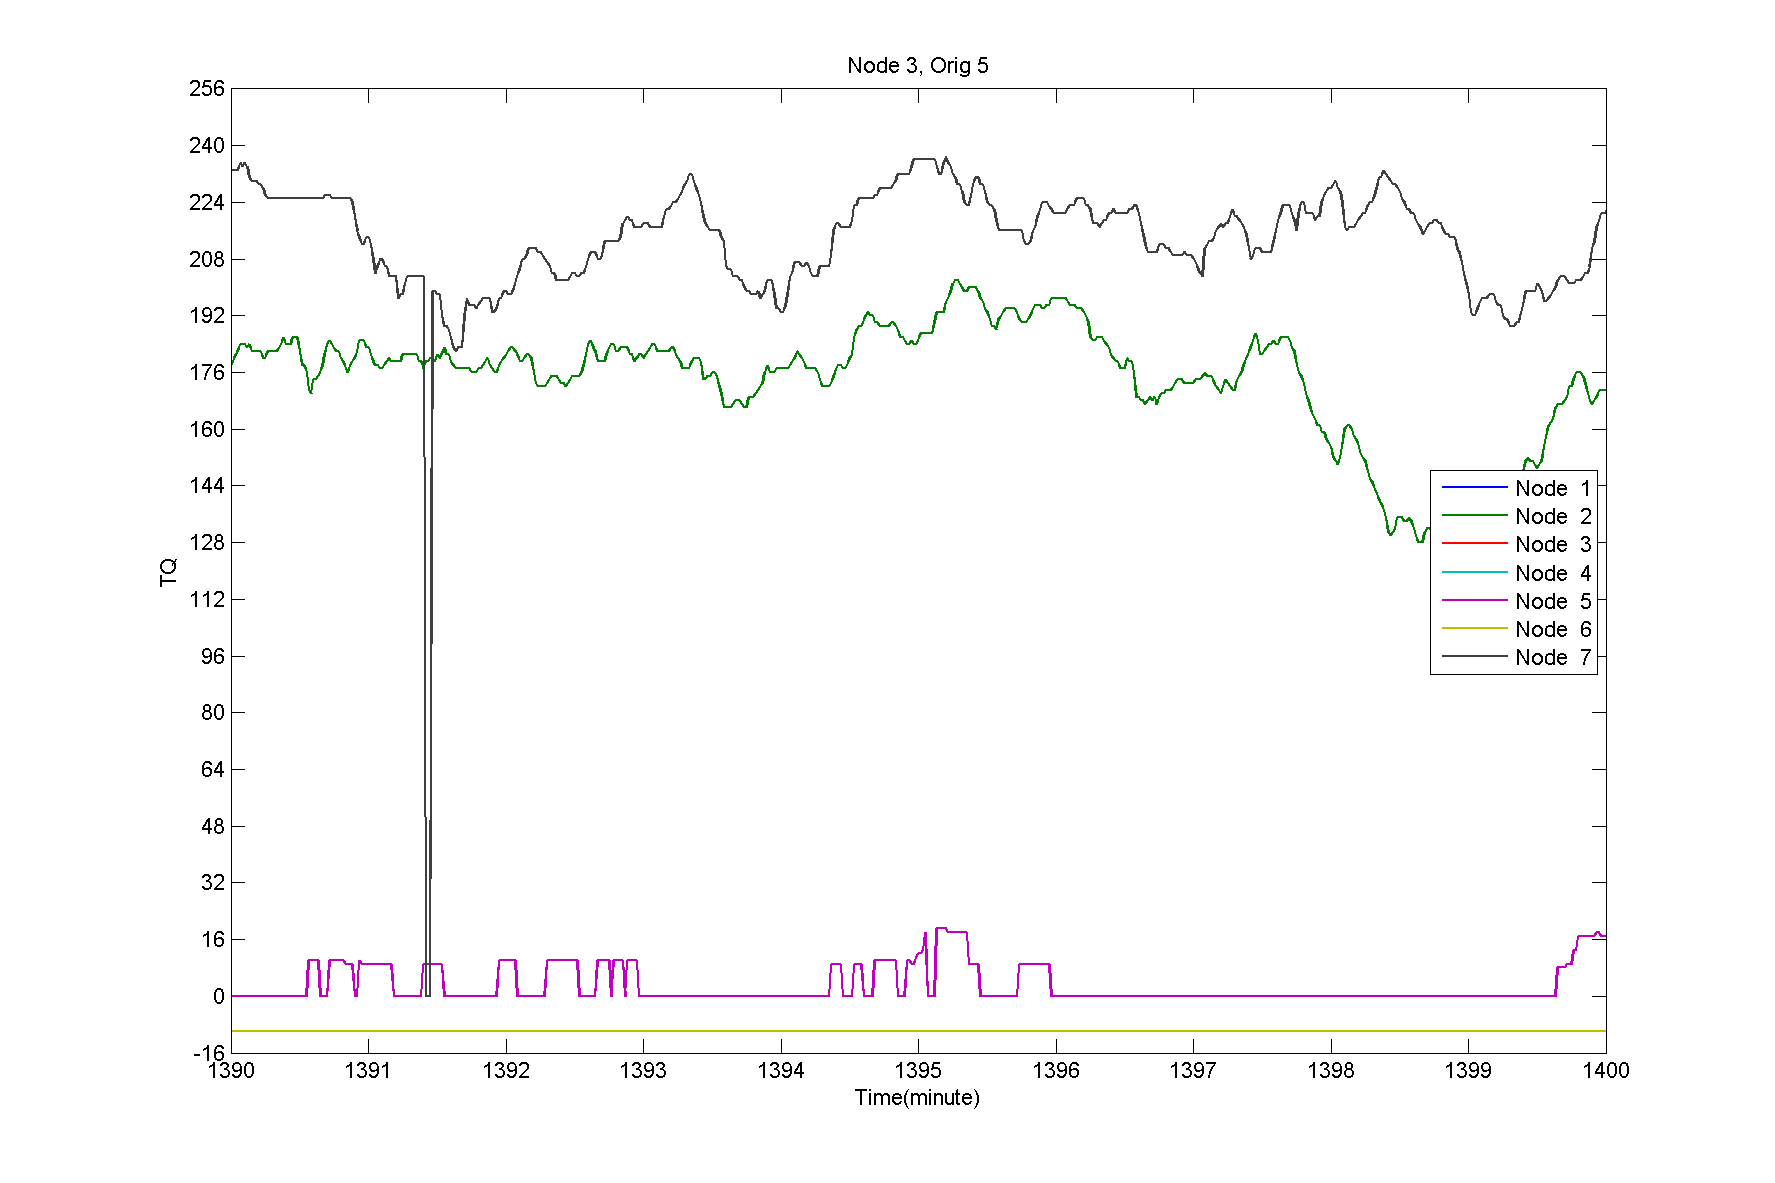 Node 3, Orig 5
256
240
224
208
192
176
160
144
128
112
96
80
64
48
32
16
0
-16
TQ
Node 1
Node 2
Node 3
Node 4
Node 5
Node 6
Node 7
1390 1391 1392 1393 1394 1395 1396 1397 1398 1399 1400
Time(minute)